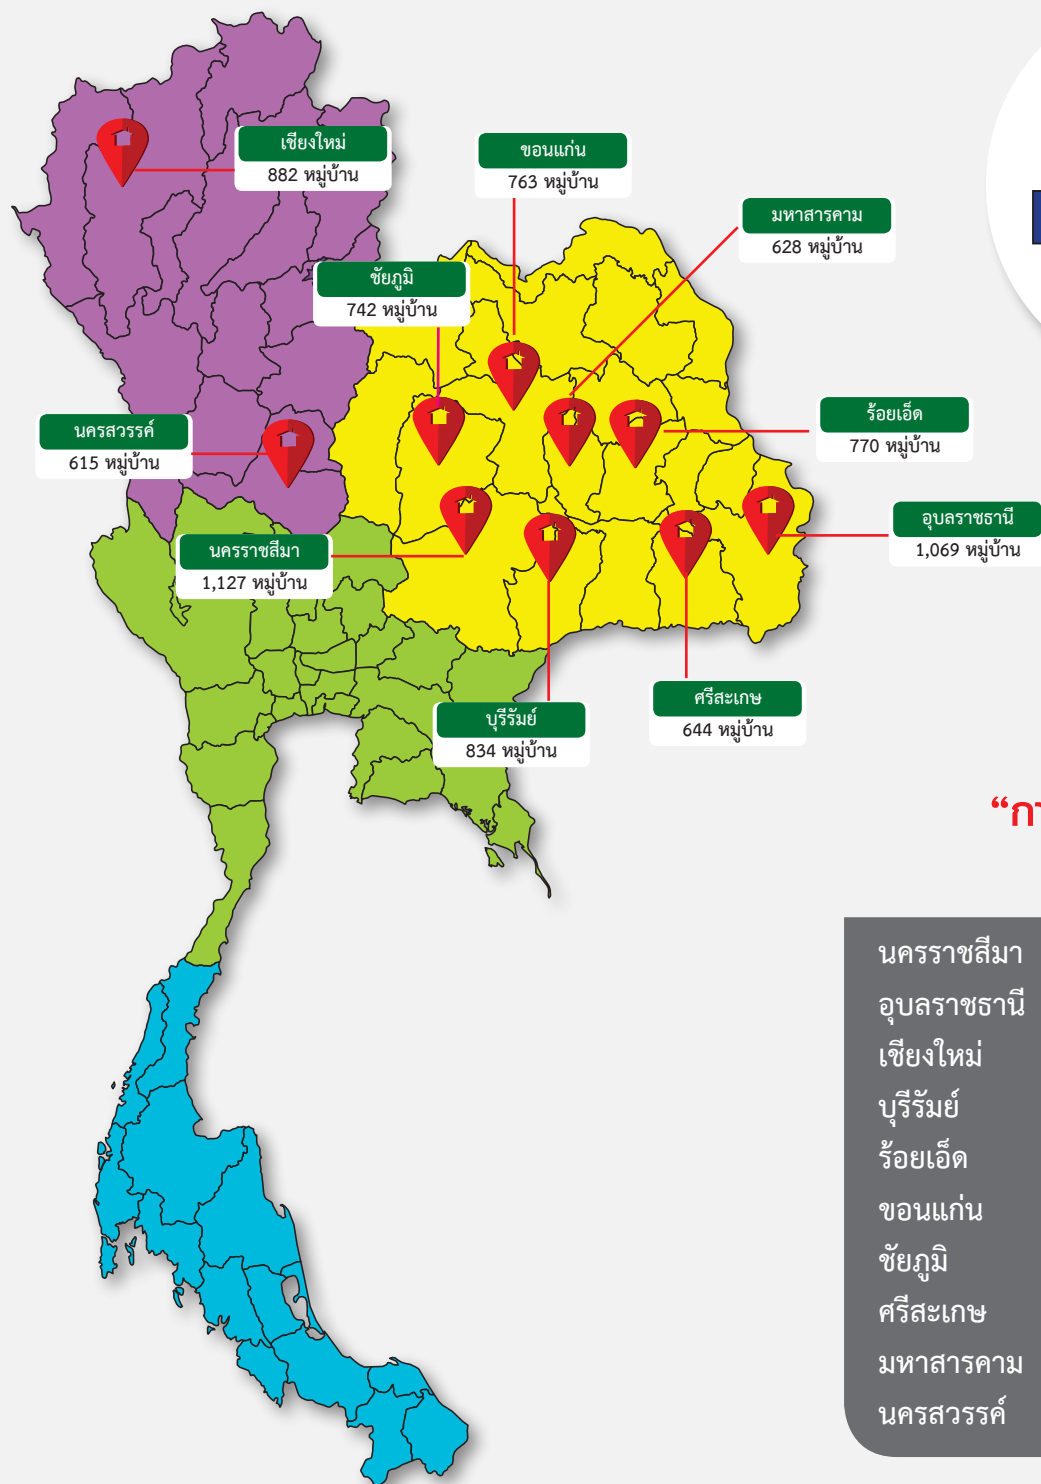 เชียงใหม่
882 หมู่บ้าน
ขอนแก่น
763 หมู่บ้าน
มหาสารคาม
628 หมู่บ้าน
ชัยภูมิ
742 หมู่บ้าน
ร้อยเอ็ด
770 หมู่บ้าน
นครสวรรค์
615 หมู่บ้าน
อุบลราชธานี
1,069 หมู่บ้าน
นครราชสีมา
1,127 หมู่บ้าน
ศรีสะเกษ
644 หมู่บ้าน
บุรีรัมย์
834 หมู่บ้าน
นครราชสีมา
อุบลราชธานี
เชียงใหม่
บุรีรัมย์
ร้อยเอ็ด
ขอนแก่น
ชัยภูมิ
ศรีสะเกษ
มหาสารคาม
นครสวรรค์